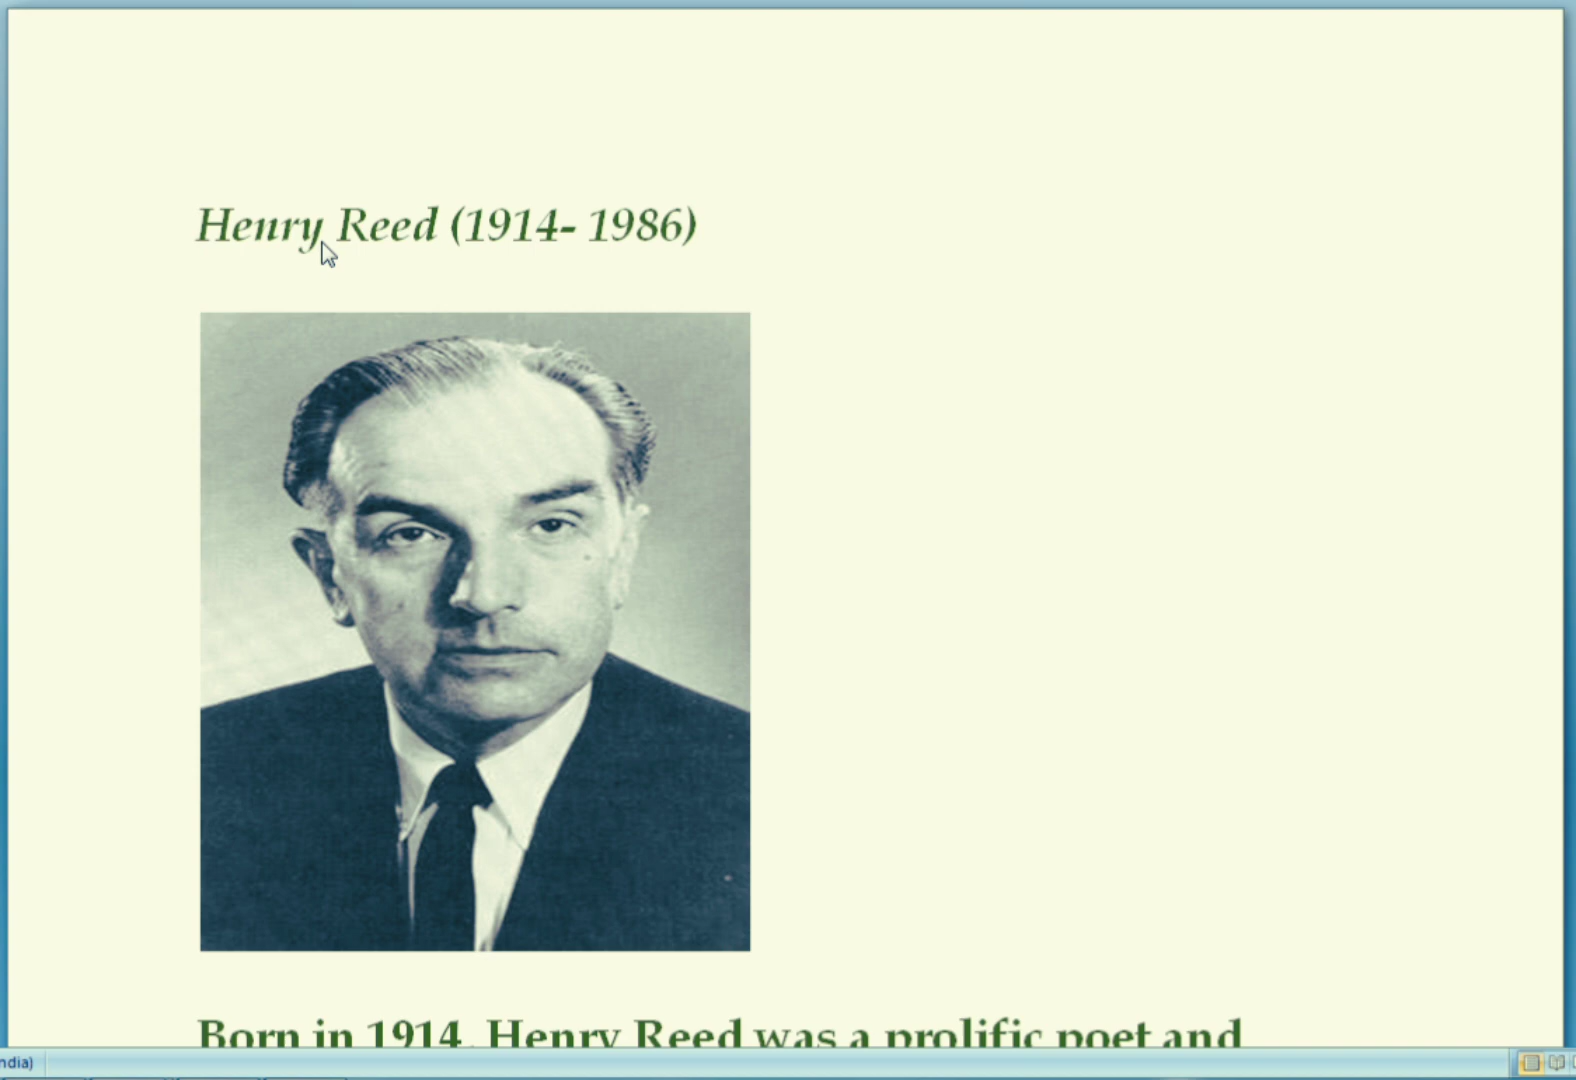 Henry Reed (1914- 1986)
Born in 1914, Henry Reed was a prolific poet and
ndia)